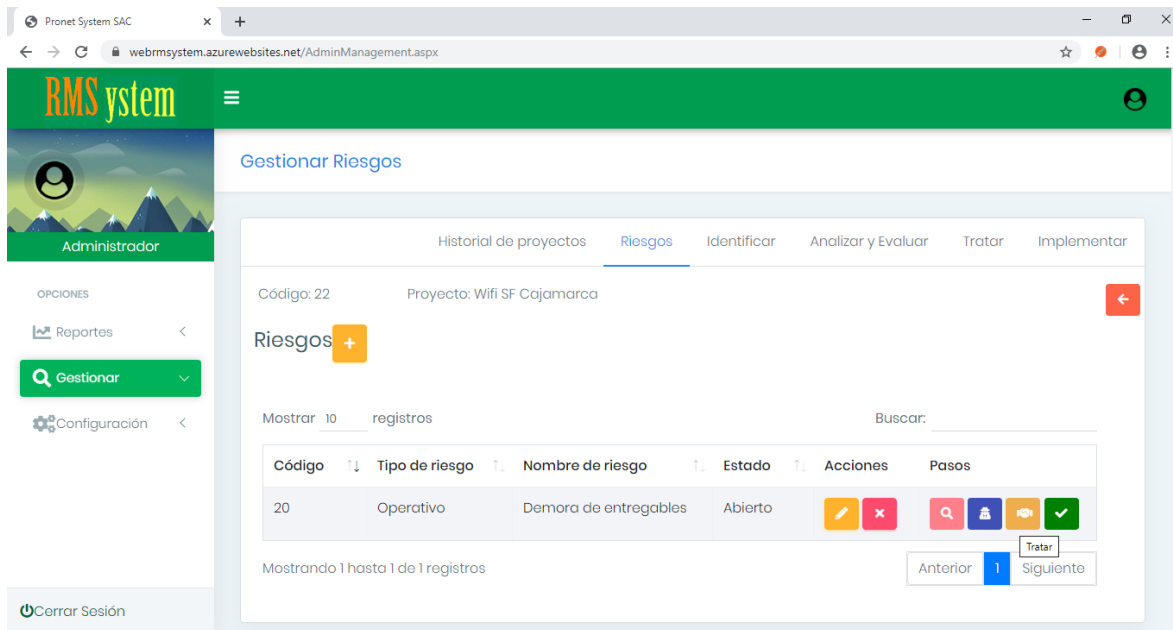 Pronet System SAC
webrmsystem.azurewebsites.net/AdminManagement.aspx
RMSystem
Gestionar Riesgos
Administrador
Historial de proyectos Riesgos Identificar Analizar y Evaluar Tratar Implementar
OPCIONES
Código: 22 Proyecto: Wifi SF Cajamarca
Reportes
Riesgos +
Gestionar
Configuración
Mostrar 10 registros Buscar:
Código Tipo de riesgo Nombre de riesgo Estado Acciones Pasos
20 Operativo Demora de entregables Abierto
Tratar
Mostrando 1 hasta 1 de 1 registros Anterior 1 Siguiente
Cerrar Sesión